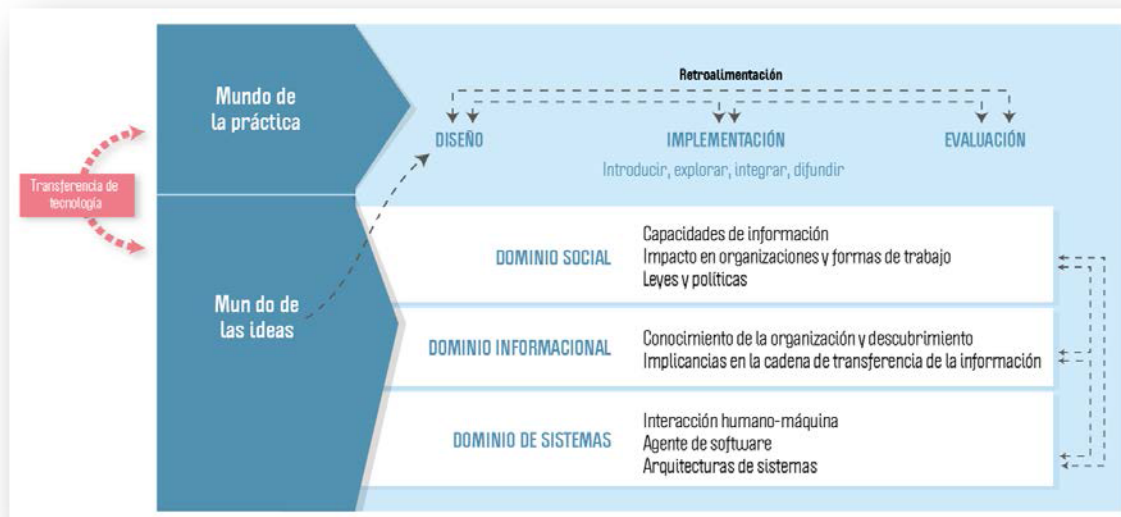 Mundo de
la práctica
Retroalimentación
DISEÑO
IMPLEMENTACIÓN
EVALUACIÓN
Introducir, explorar, integrar, difundir
Transferencia de
tecnología
Mun do de
las ideas
DOMINIO SOCIAL
Capacidades de información
Impacto en organizaciones y formas de trabajo
Leyes y políticas
DOMINIO INFORMACIONAL
Conocimiento de la organización y descubrimiento
Implicancias en la cadena de transferencia de la información
DOMINIO DE SISTEMAS
Interacción humano-máquina
Agente de software
Arquitecturas de sistemas